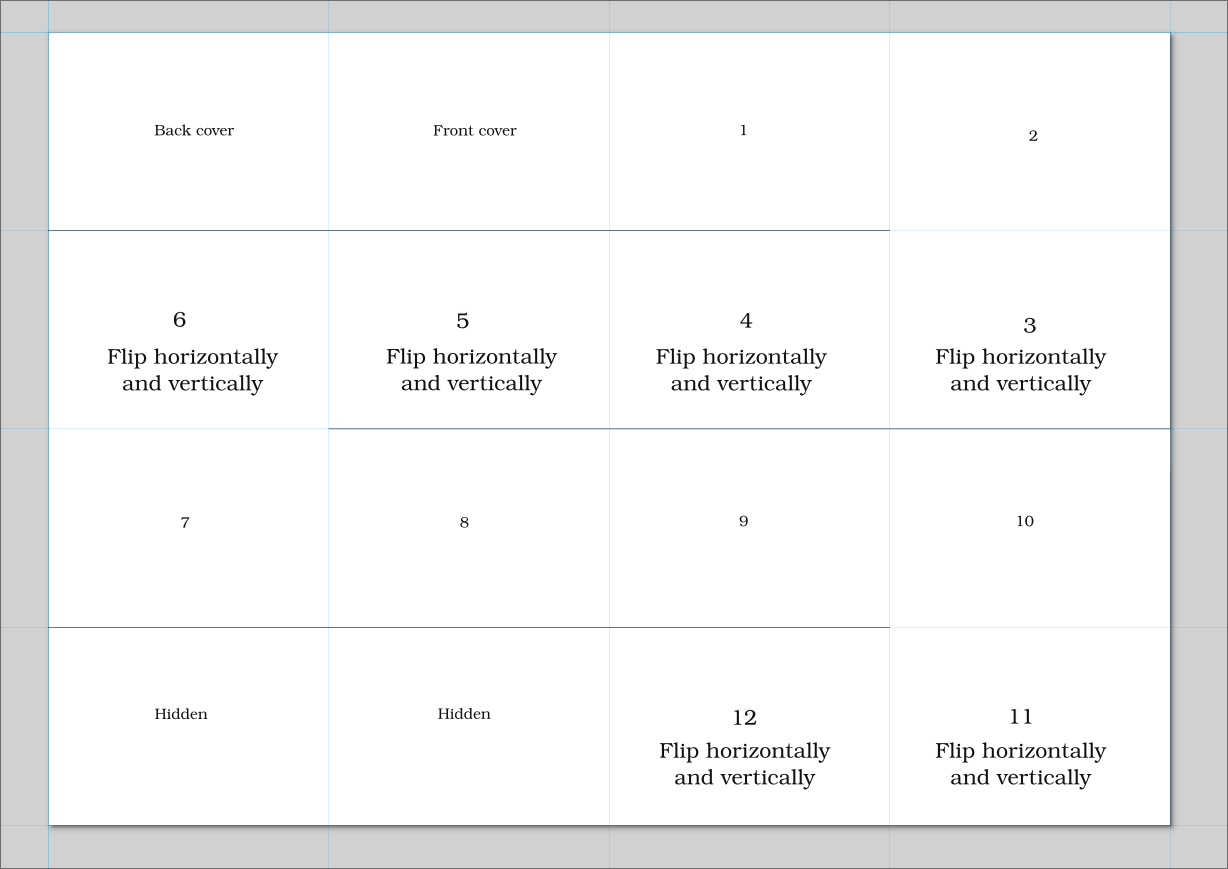 Back cover
Front cover
1
2
6
Flip horizontally
and vertically
5
Flip horizontally
and vertically
4
Flip horizontally
and vertically
3
Flip horizontally
and vertically
7
8
9
10
Hidden
Hidden
12
Flip horizontally
and vertically
11
Flip horizontally
and vertically